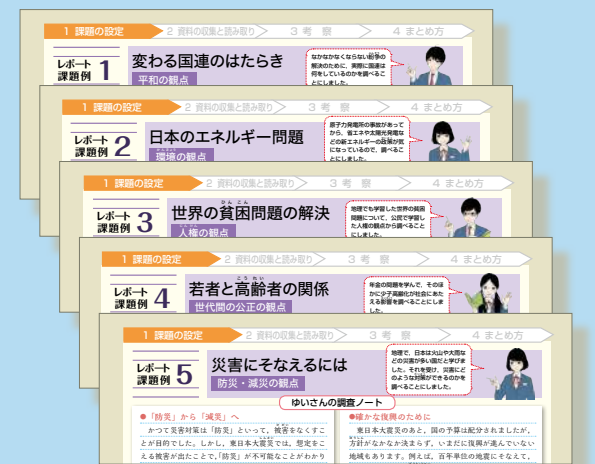 1 課題の設定
2 資料の収集と読み取り
3 考 察
4 まとめ方
レポート
課題例 1
変わる国連のはたらき
平和の観点
なかなかなくならない紛争の
解決のために、実際に国連は
何をしているのかを調べるこ
とにしました。
1 課題の設定
2 資料の収集と読み取り
3 考 察
4 まとめ方
レポート
課題例 2
日本のエネルギー問題
環境の観点
原子力発電所の事故があって
から、省エネや太陽光発電な
どの新エネルギーの政策が気
になっているので、調べるこ
とにしました。
1 課題の設定
2 資料の収集と読み取り
3 考 察
4 まとめ方
レポート
課題例 3
世界の貧困問題の解決
人権の観点
地理でも学習した世界の貧困
問題について、公民で学習し
た人権の観点から調べること
にしました。
1 課題の設定
2 資料の収集と読み取り
3 考 察
4 まとめ方
レポート
課題例 4
若者と高齢者の関係
世代間の公正の観点
年金の問題を学んで、そのほ
かに少子高齢化が社会にあた
える影響を調べることにしま
した。
1 課題の設定
2 資料の収集と読み取り
3 考 察
4 まとめ方
レポート
課題例 5
災害にそなえるには
防災・減災の観点
地理で、日本は火山や大雨な
どの災害が多い国だと学びま
した。それを受け、災害にど
のような対策ができるのかを
調べることにしました。
ゆいさんの調査ノート
●「防災」から「減災」へ
かつて災害対策は「防災」といって、被害をなくすこ
とが目的でした。しかし、東日本大震災では、想定をこ
える被害が出たことで、「防災」が不可能なことがわかり
●確かな復興のために
東日本大震災のあと、国の予算は配分されましたが、
方針がなかなか決まらず、いまだに復興が進んでいない
地域もあります。例えば、百年単位の地震にそなえて、